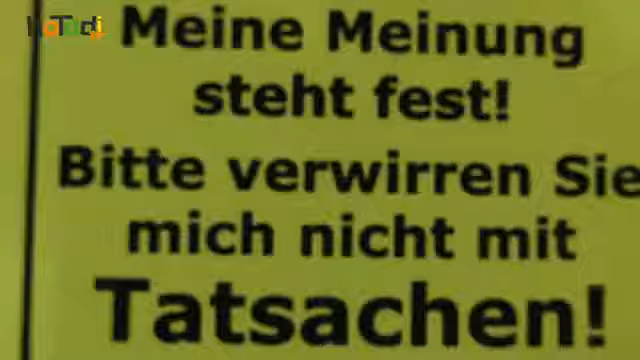 Meine Meinung
steht fest!
Bitte verwirren Sie
mich nicht mit
Tatsachen!